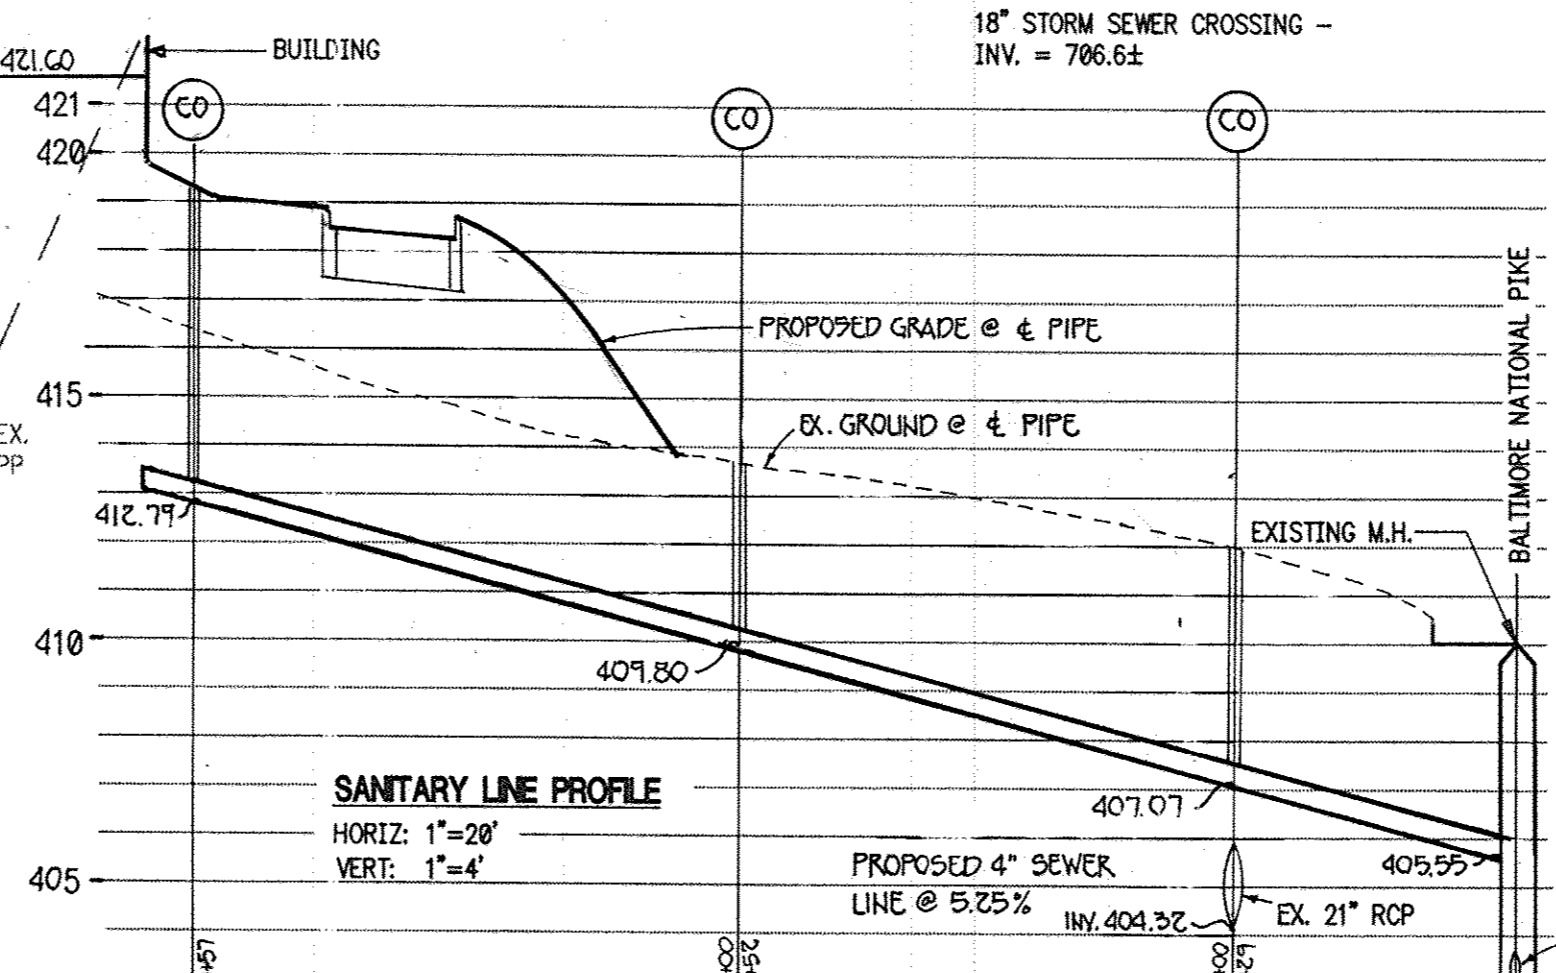 18" STORM SEWER CROSSING –
INV. = 706.6±
421.60
BUILDING
421
CO
CO
CO
420
PROPOSED GRADE @ ℄ PIPE
415
EX. GROUND @ ℄ PIPE
EX.
PP
BALTIMORE NATIONAL PIKE
EXISTING M.H.
412.79
410
409.80
SANITARY LINE PROFILE
HORIZ: 1"=20'
VERT: 1"=4'
407.07
405
PROPOSED 4" SEWER
LINE @ 5.25%
405.55
INV. 404.32
EX. 21" RCP